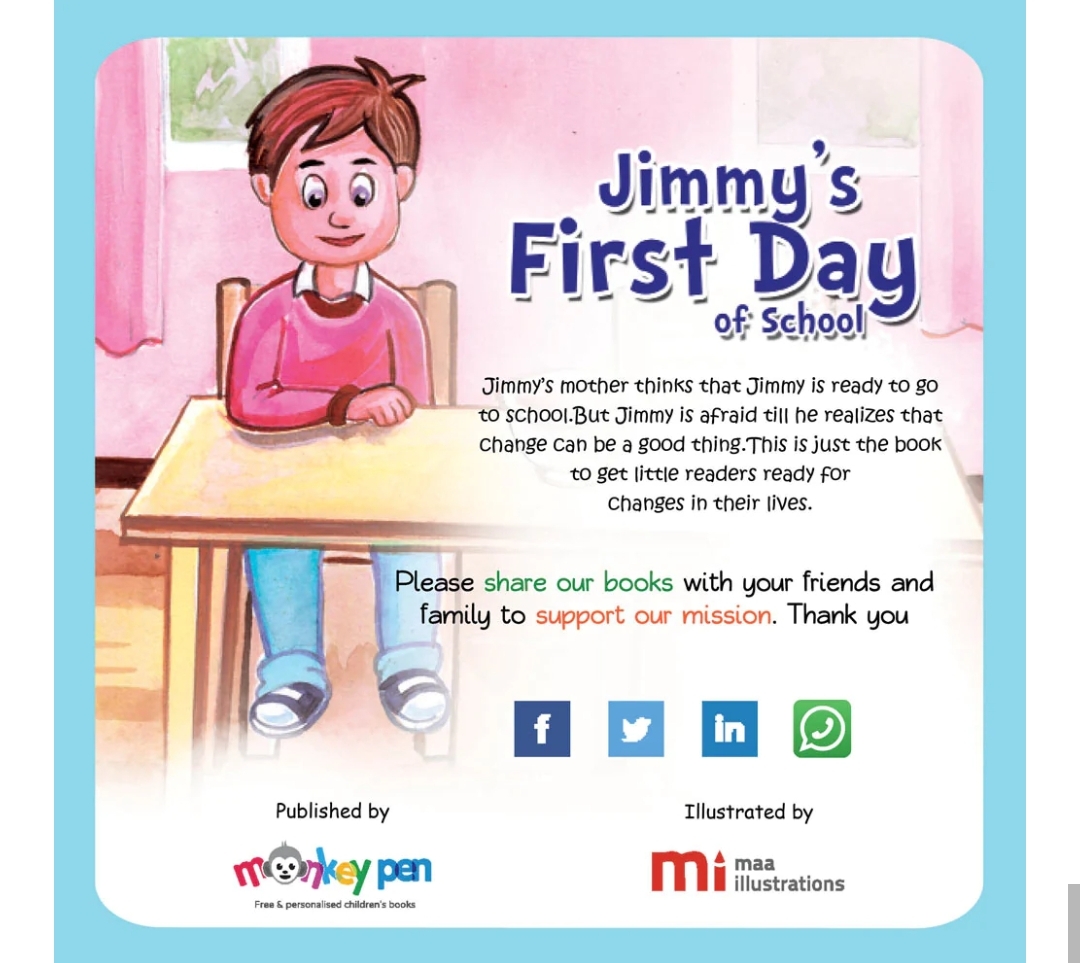 Jimmy's
First Day
of School
Jimmy's mother thinks that Jimmy is ready to go
to school.But Jimmy is afraid till he realizes that
change can be a good thing.This is just the book
to get little readers ready for
changes in their lives.
Please share our books with your friends and
family to support our mission. Thank you
f
in
Published by
monkey pen
Free & personalised children's books
Illustrated by
mi maa
illustrations